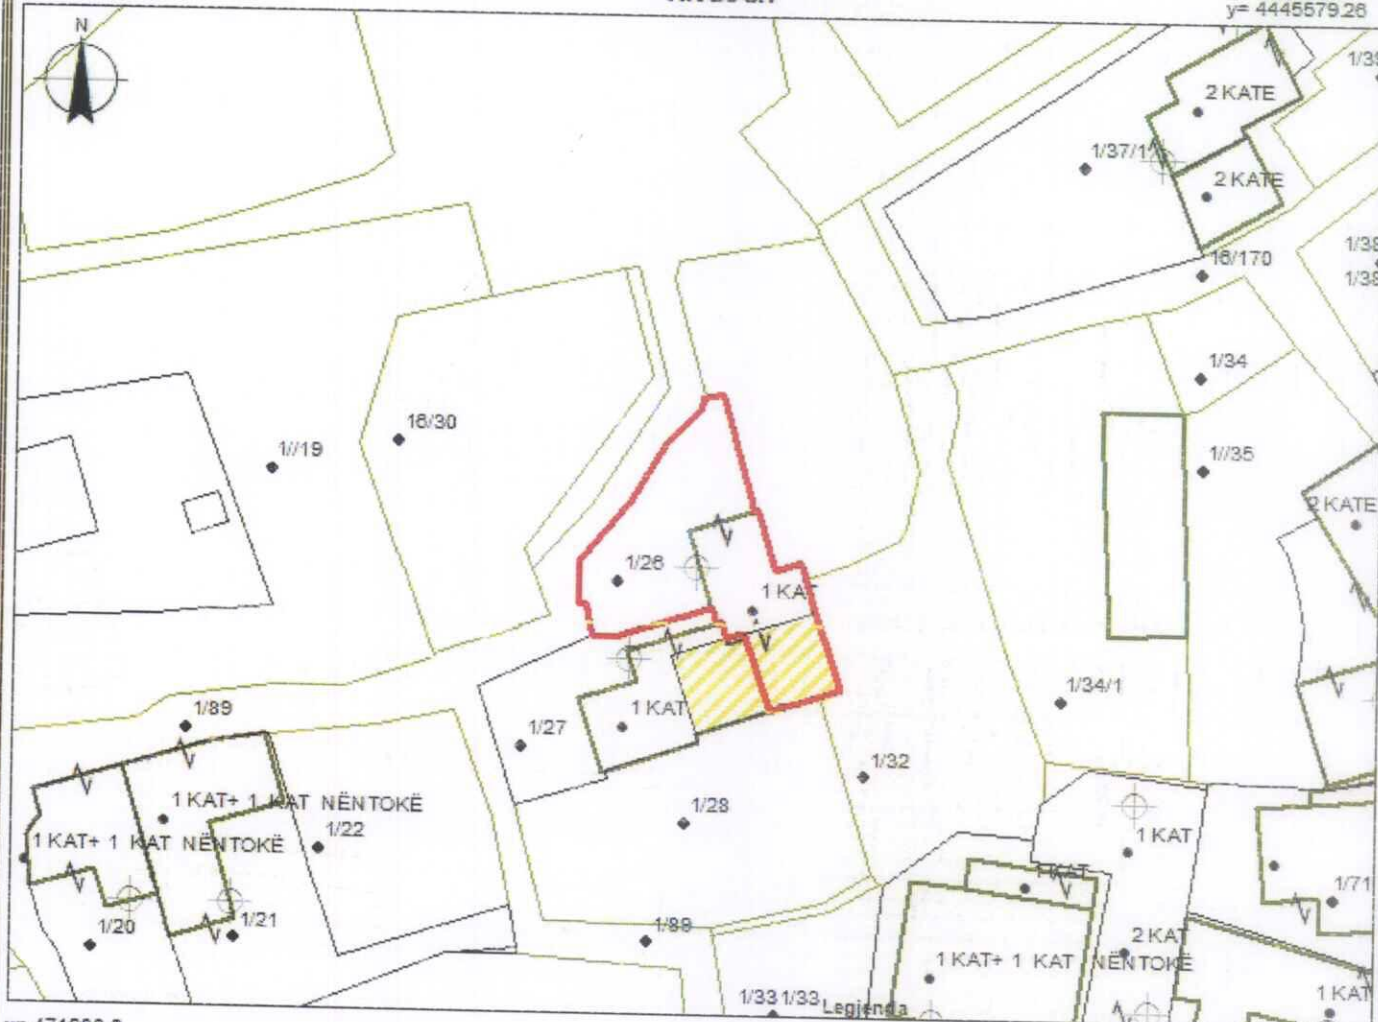 y= 4445579.26
N
2 KATE
1/37/1
2 KATE
16/170
1/34
16/30
1//19
1//35
2 KATE
1/26
1 KAT
1/34/1
1/89
1 KAT
1/27
1/32
1 KAT+ 1 KAT NËNTOKË
1/28
1/22
1 KAT
1 KAT+ 1 KAT NËNTOKË
1 KAT
1/71
1/20
1/21
1/89
2 KAT
1 KAT+ 1 KAT NËNTOKË
1/33 1/33
1 KAT
Legjenda